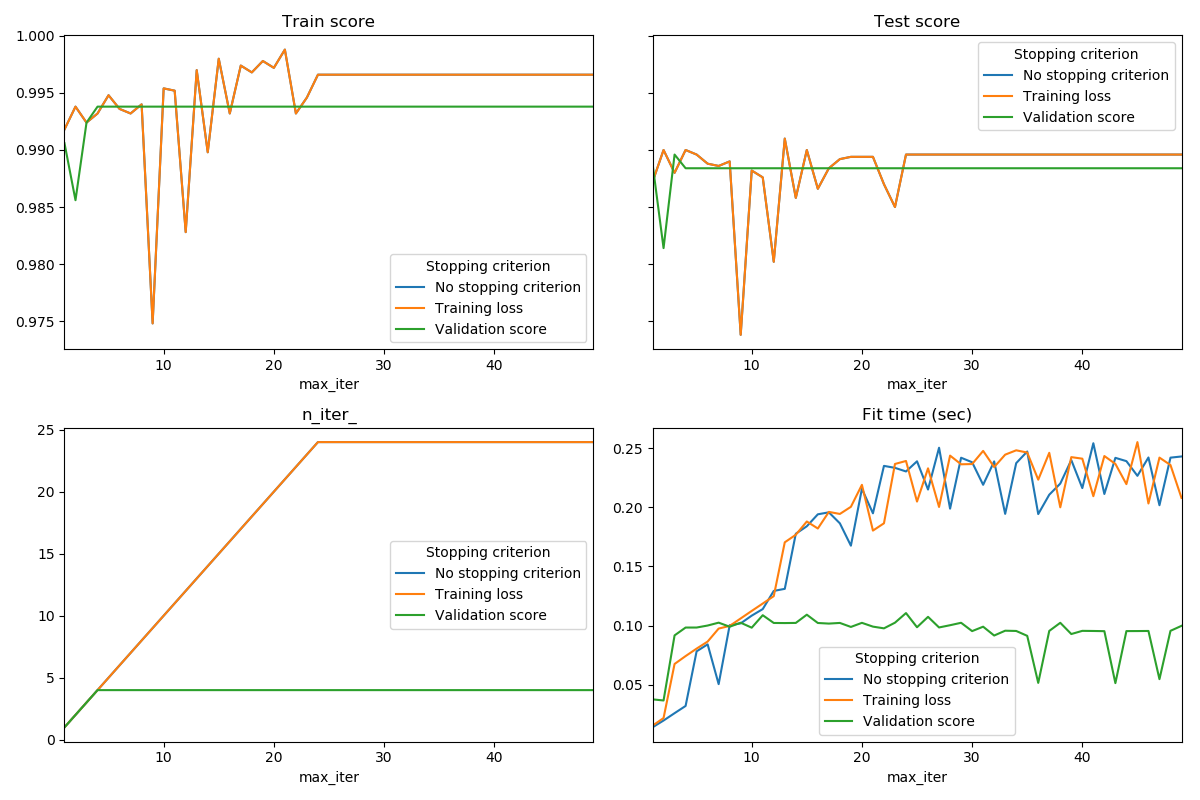 Train score
1.000
0.995
0.990
0.985
0.980
0.975
Stopping criterion
No stopping criterion
Training loss
Validation score
10 20 30 40
max_iter
Test score
Stopping criterion
No stopping criterion
Training loss
Validation score
10 20 30 40
max_iter
n_iter_
25
20
15
10
5
0
Stopping criterion
No stopping criterion
Training loss
Validation score
10 20 30 40
max_iter
Fit time (sec)
0.25
0.20
0.15
0.10
0.05
Stopping criterion
No stopping criterion
Training loss
Validation score
10 20 30 40
max_iter